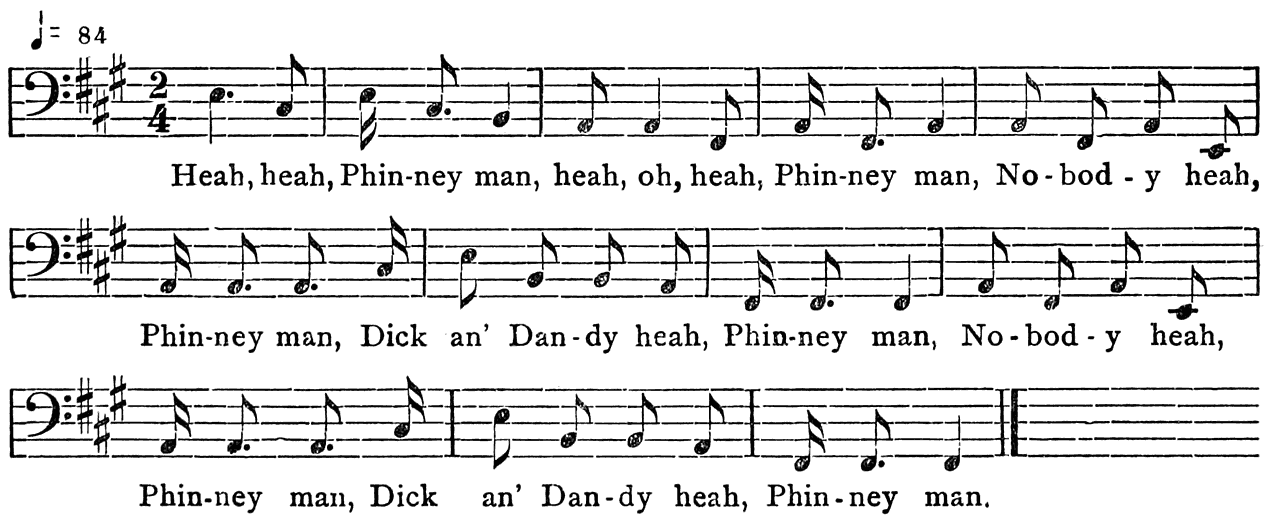 ♩= 84
2
4
Heah, heah, Phin-ney man, heah, oh, heah, Phin-ney man, No-bod-y heah,
Phin-ney man, Dick an' Dan-dy heah, Phin-ney man, No-bod-y heah,
Phin-ney man, Dick an' Dan-dy heah, Phin-ney man.